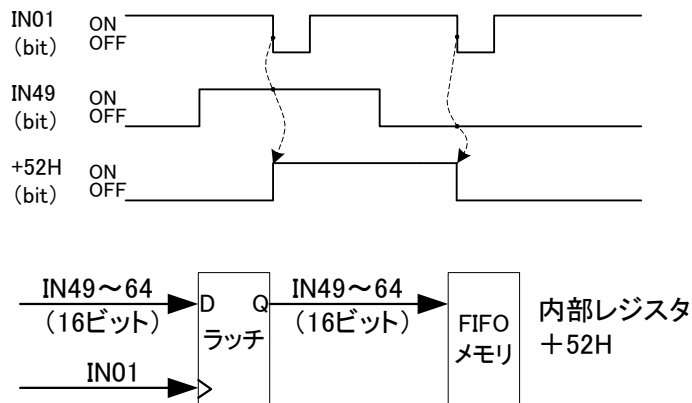 IN01
(bit)
ON
OFF
IN49
(bit)
ON
OFF
+52H
(bit)
ON
OFF
IN49～64
(16ビット)
IN01
D Q
ラッチ
IN49～64
(16ビット)
FIFO
メモリ
内部レジスタ
＋52H